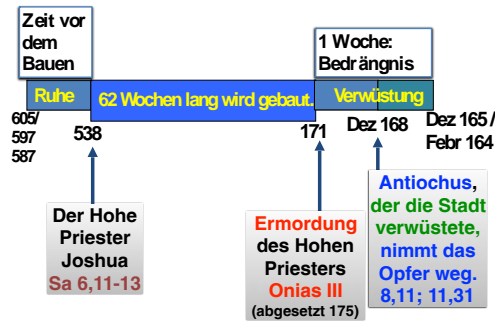 Zeit vor
dem
Bauen
1 Woche:
Bedrängnis
Ruhe
62 Wochen lang wird gebaut.
Verwüstung
605/
597
587
538
171
Dez 168
Dez 165 /
Febr 164
Der Hohe
Priester
Joshua
Sa 6,11-13
Ermordung
des Hohen
Priesters
Onias III
(abgesetzt 175)
Antiochus,
der die Stadt
verwüstete,
nimmt das
Opfer weg.
8,11; 11,31